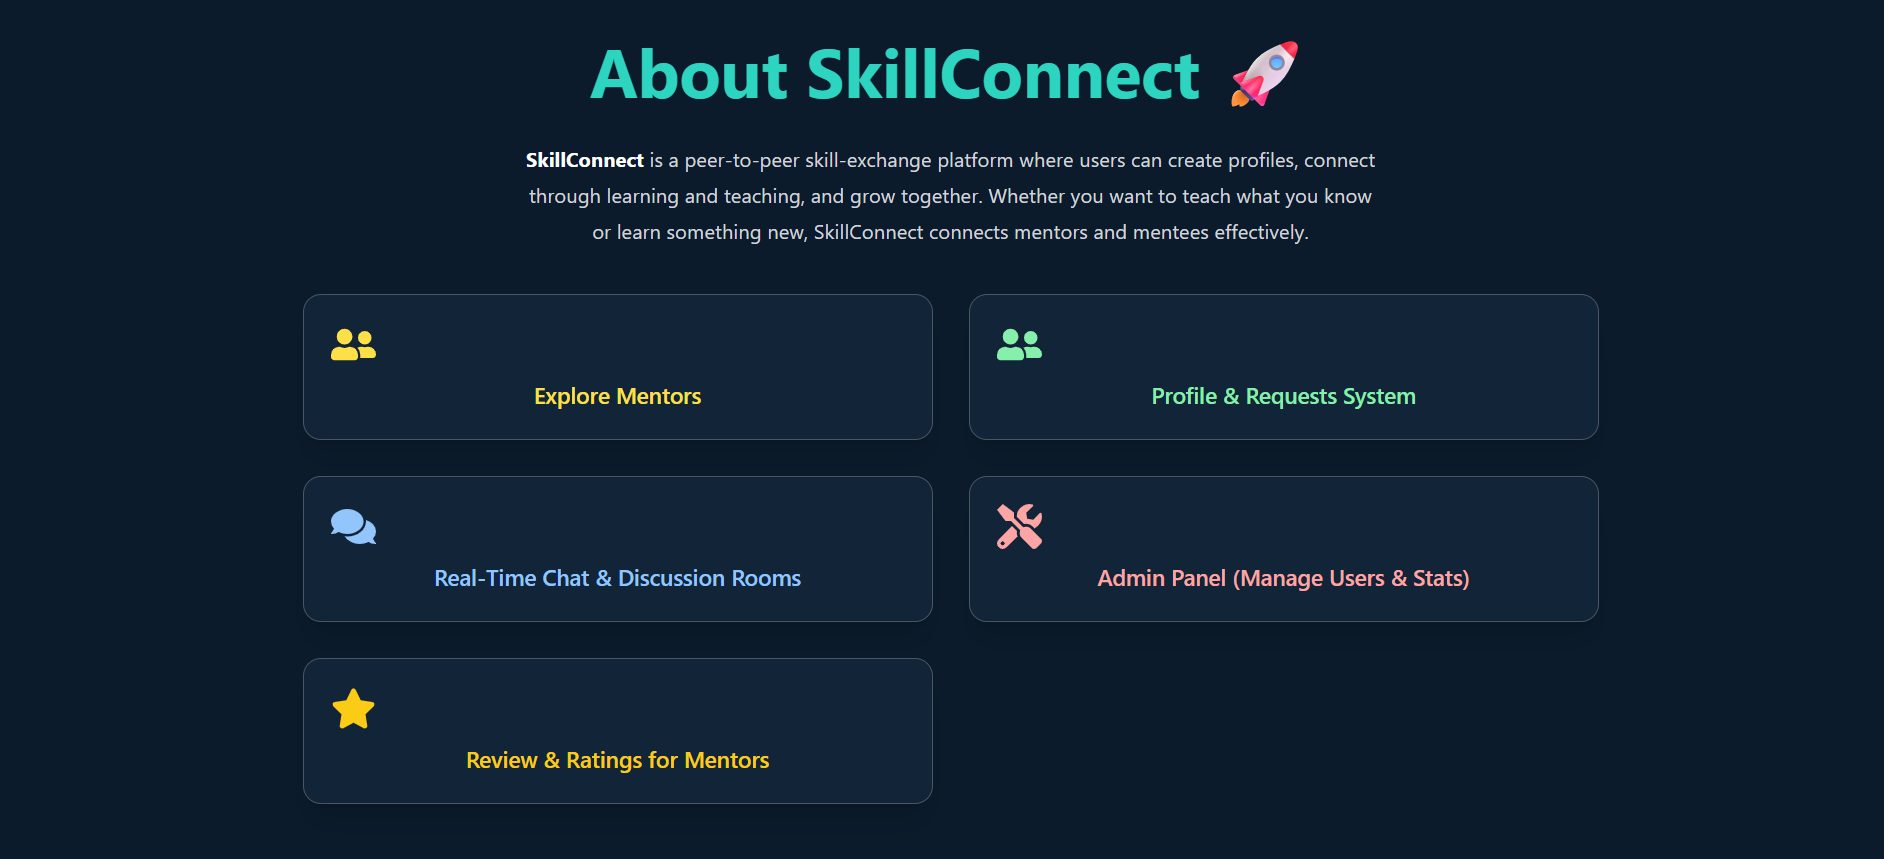 About SkillConnect 🚀
SkillConnect is a peer-to-peer skill-exchange platform where users can create profiles, connect
through learning and teaching, and grow together. Whether you want to teach what you know
or learn something new, SkillConnect connects mentors and mentees effectively.
Explore Mentors
Profile & Requests System
Real-Time Chat & Discussion Rooms
Admin Panel (Manage Users & Stats)
Review & Ratings for Mentors